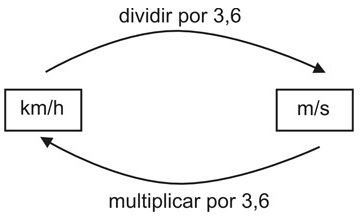 dividir por 3,6
km/h
m/s
multiplicar por 3,6